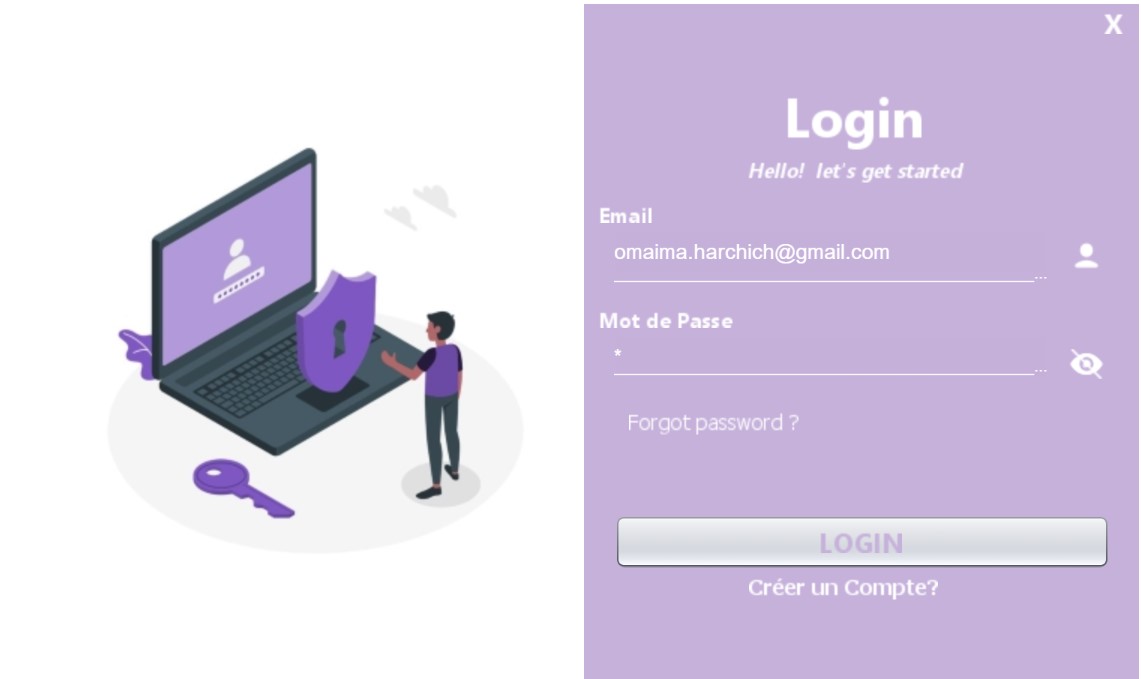 X
Login
Hello! let's get started
Email
omaima.harchich@gmail.com
...
Mot de Passe
*
...
Forgot password ?
LOGIN
Créer un Compte?